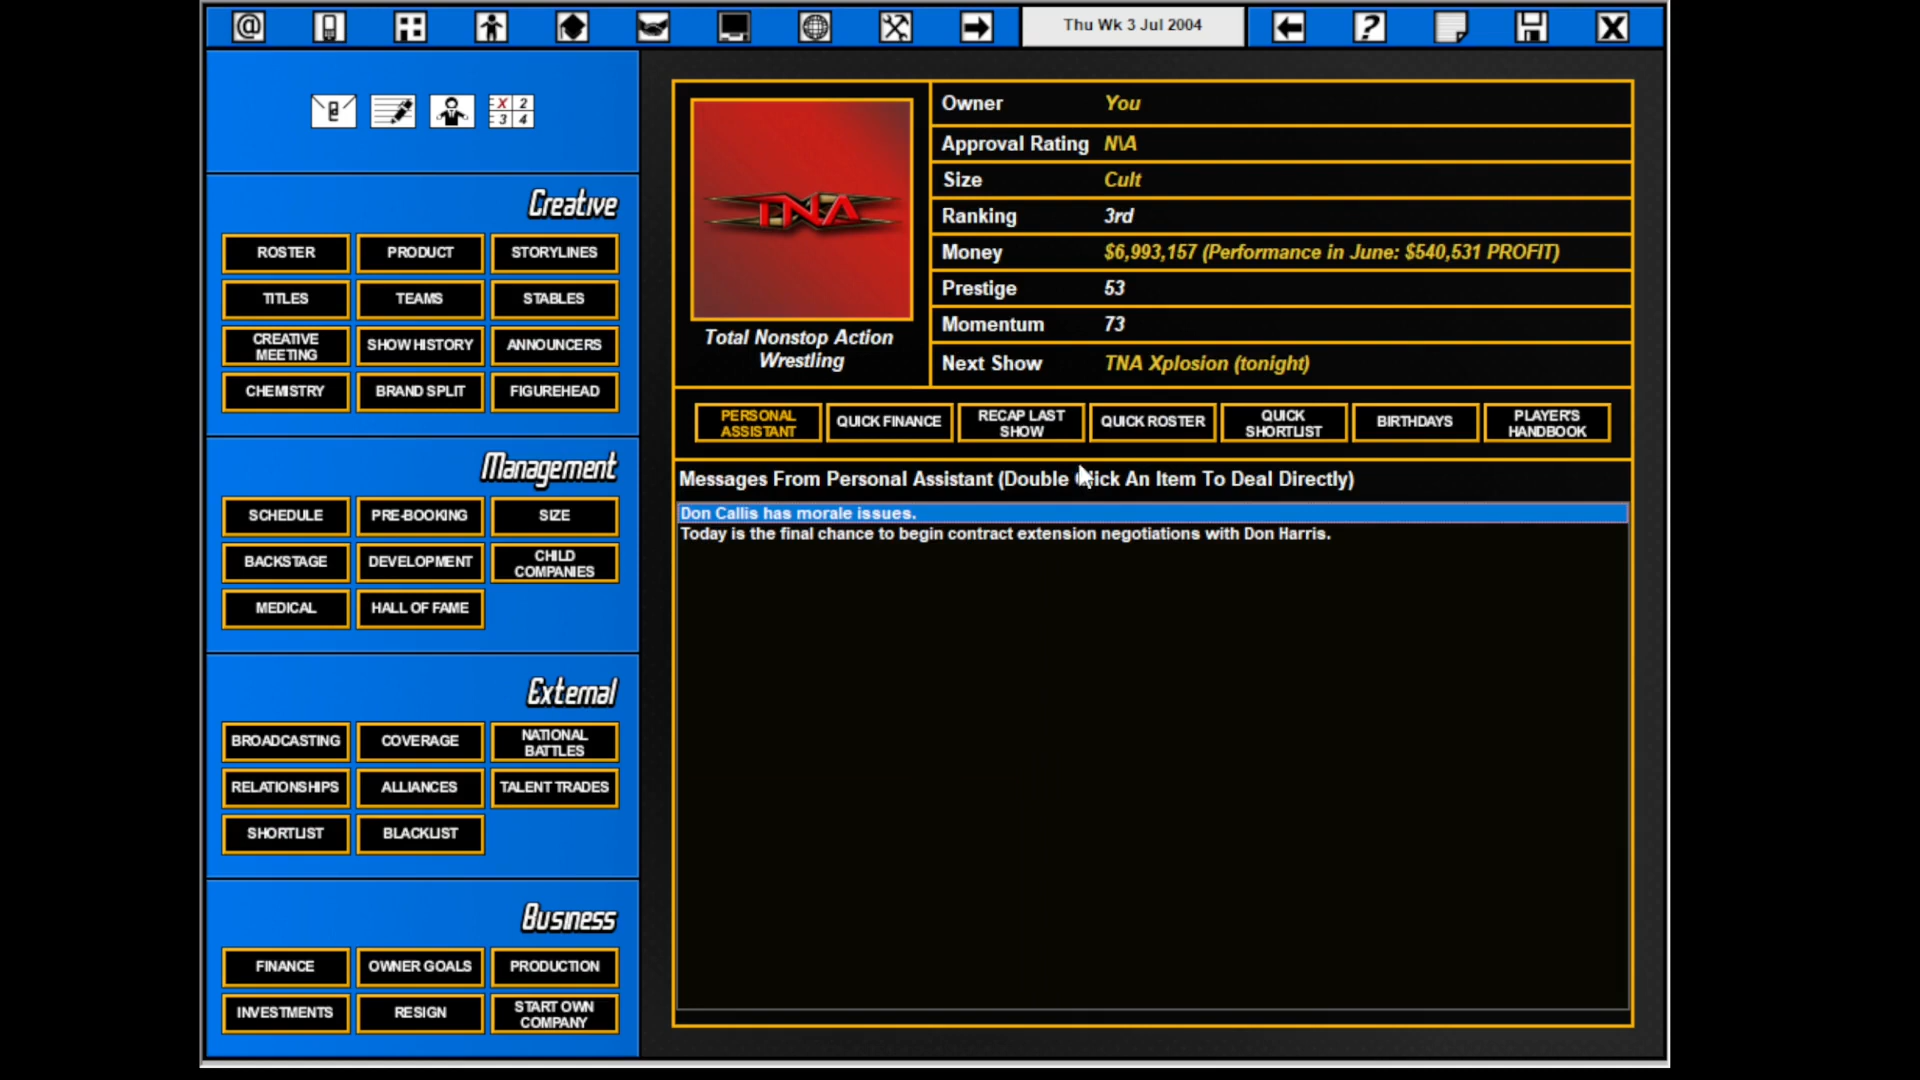 Thu Wk 3 Jul 2004
X 2
3 4
Creative
ROSTER
PRODUCT
STORYLINES
TITLES
TEAMS
STABLES
CREATIVE
MEETING
SHOW HISTORY
ANNOUNCERS
CHEMISTRY
BRAND SPLIT
FIGUREHEAD
Management
SCHEDULE
PRE-BOOKING
SIZE
BACKSTAGE
DEVELOPMENT
CHILD
COMPANIES
MEDICAL
HALL OF FAME
External
BROADCASTING
COVERAGE
NATIONAL
BATTLES
RELATIONSHIPS
ALLIANCES
TALENT TRADES
SHORTLIST
BLACKLIST
Business
FINANCE
OWNER GOALS
PRODUCTION
INVESTMENTS
RESIGN
START OWN
COMPANY
TNA
Total Nonstop Action
Wrestling
Owner You
Approval Rating N\A
Size Cult
Ranking 3rd
Money $6,993,157 (Performance in June: $540,531 PROFIT)
Prestige 53
Momentum 73
Next Show TNA Xplosion (tonight)
PERSONAL
ASSISTANT
QUICK FINANCE
RECAP LAST
SHOW
QUICK ROSTER
QUICK
SHORTLIST
BIRTHDAYS
PLAYER'S
HANDBOOK
Messages From Personal Assistant (Double Click An Item To Deal Directly)
Don Callis has morale issues.
Today is the final chance to begin contract extension negotiations with Don Harris.